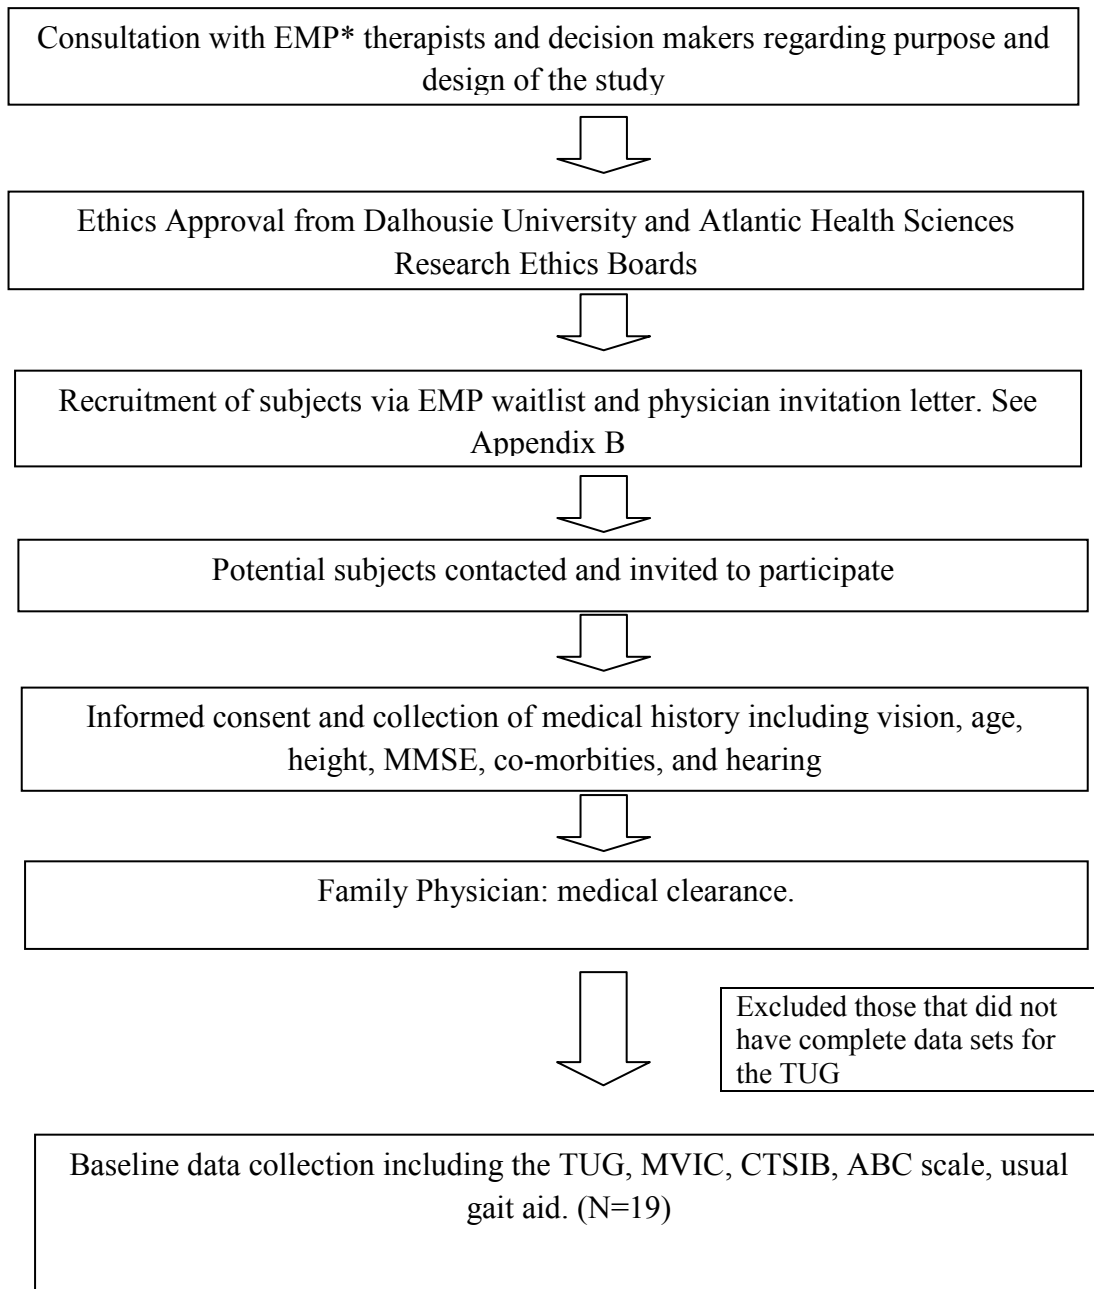 Consultation with EMP* therapists and decision makers regarding purpose and
design of the study
Ethics Approval from Dalhousie University and Atlantic Health Sciences
Research Ethics Boards
Recruitment of subjects via EMP waitlist and physician invitation letter. See
Appendix B
Potential subjects contacted and invited to participate
Informed consent and collection of medical history including vision, age,
height, MMSE, co-morbities, and hearing
Family Physician: medical clearance.
Excluded those that did not
have complete data sets for
the TUG
Baseline data collection including the TUG, MVIC, CTSIB, ABC scale, usual
gait aid. (N=19)